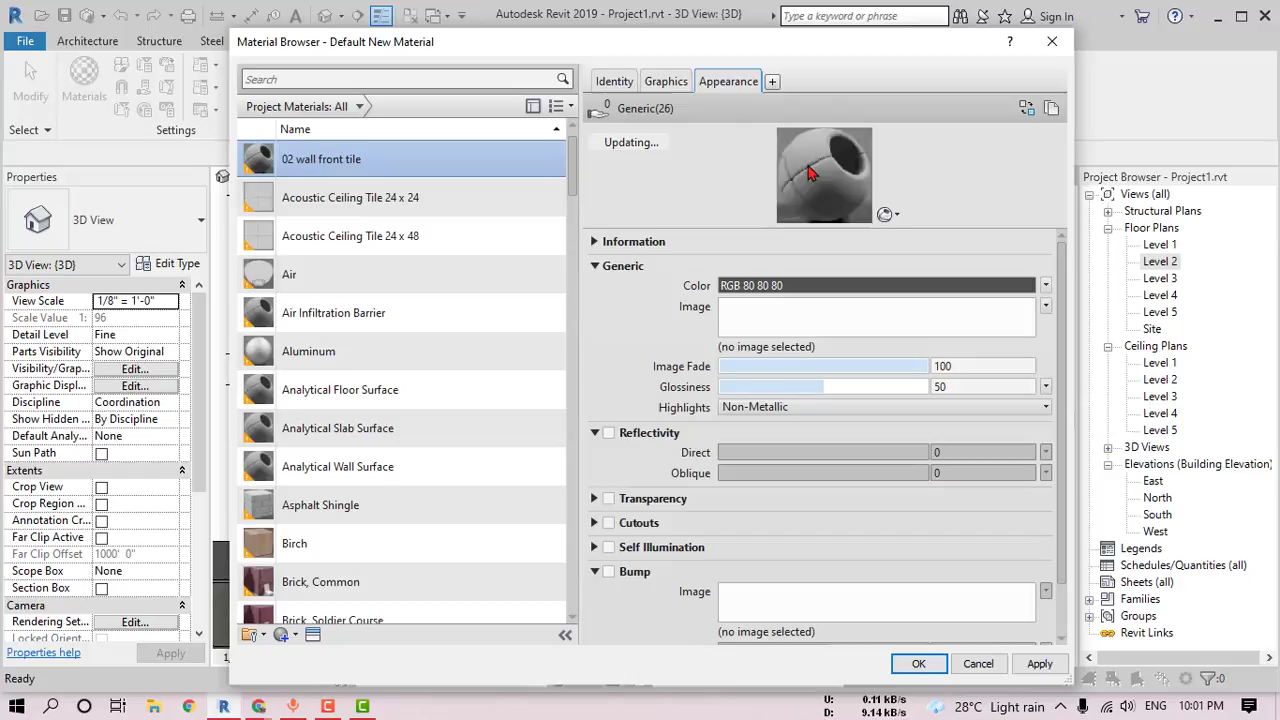 Autodesk Revit 2019 - Project1.rvt - 3D View: {3D}
Type a keyword or phrase
Sign In
File
Architecture
Structure
Steel
Modify
Materials
Select
Settings
Properties
3D View
3D View: {3D}
Edit Type
Graphics
View Scale
1/8" = 1'-0"
Scale Value 1:
96
Detail Level
Fine
Parts Visibility
Show Original
Visibility/Grap...
Edit...
Graphic Displ...
Edit...
Discipline
Coordination
Show Hidden ...
By Discipline
Default Analy...
None
Sun Path
Extents
Crop View
Crop Region ...
Annotation Cr...
Far Clip Active
Far Clip Offset
1000' 0"
Scope Box
None
Section Box
Camera
Rendering Set...
Edit...
Locked Orient...
Perspective
Properties help
Apply
Ready
Material Browser - Default New Material
?
Search
Project Materials: All
Name
02 wall front tile
Acoustic Ceiling Tile 24 x 24
Acoustic Ceiling Tile 24 x 48
Air
Air Infiltration Barrier
Aluminum
Analytical Floor Surface
Analytical Slab Surface
Analytical Wall Surface
Asphalt Shingle
Birch
Brick, Common
Brick, Soldier Course
Identity
Graphics
Appearance
0
Generic(26)
Updating...
Information
Generic
Color
RGB 80 80 80
Image
(no image selected)
Image Fade
100
Glossiness
50
Highlights
Non-Metallic
Reflectivity
Direct
0
Oblique
0
Transparency
Cutouts
Self Illumination
Bump
Image
(no image selected)
OK
Cancel
Apply
Project Browser - Project1.rvt
Views (all)
Structural Plans
Floor Plans
Level 1
Level 2
Level 3
Level 4
Level 5
Site
Ceiling Plans
Level 1
Level 2
Level 3
Level 4
Level 5
3D Views
Elevations (Building Elevation)
East
North
South
West
Legends
Schedules/Quantities (all)
Sheets (all)
Families
Groups
Revit Links
:0
U: 0.11 kB/s
D: 9.14 kB/s
28°C Light rain
ENG
10:01 PM